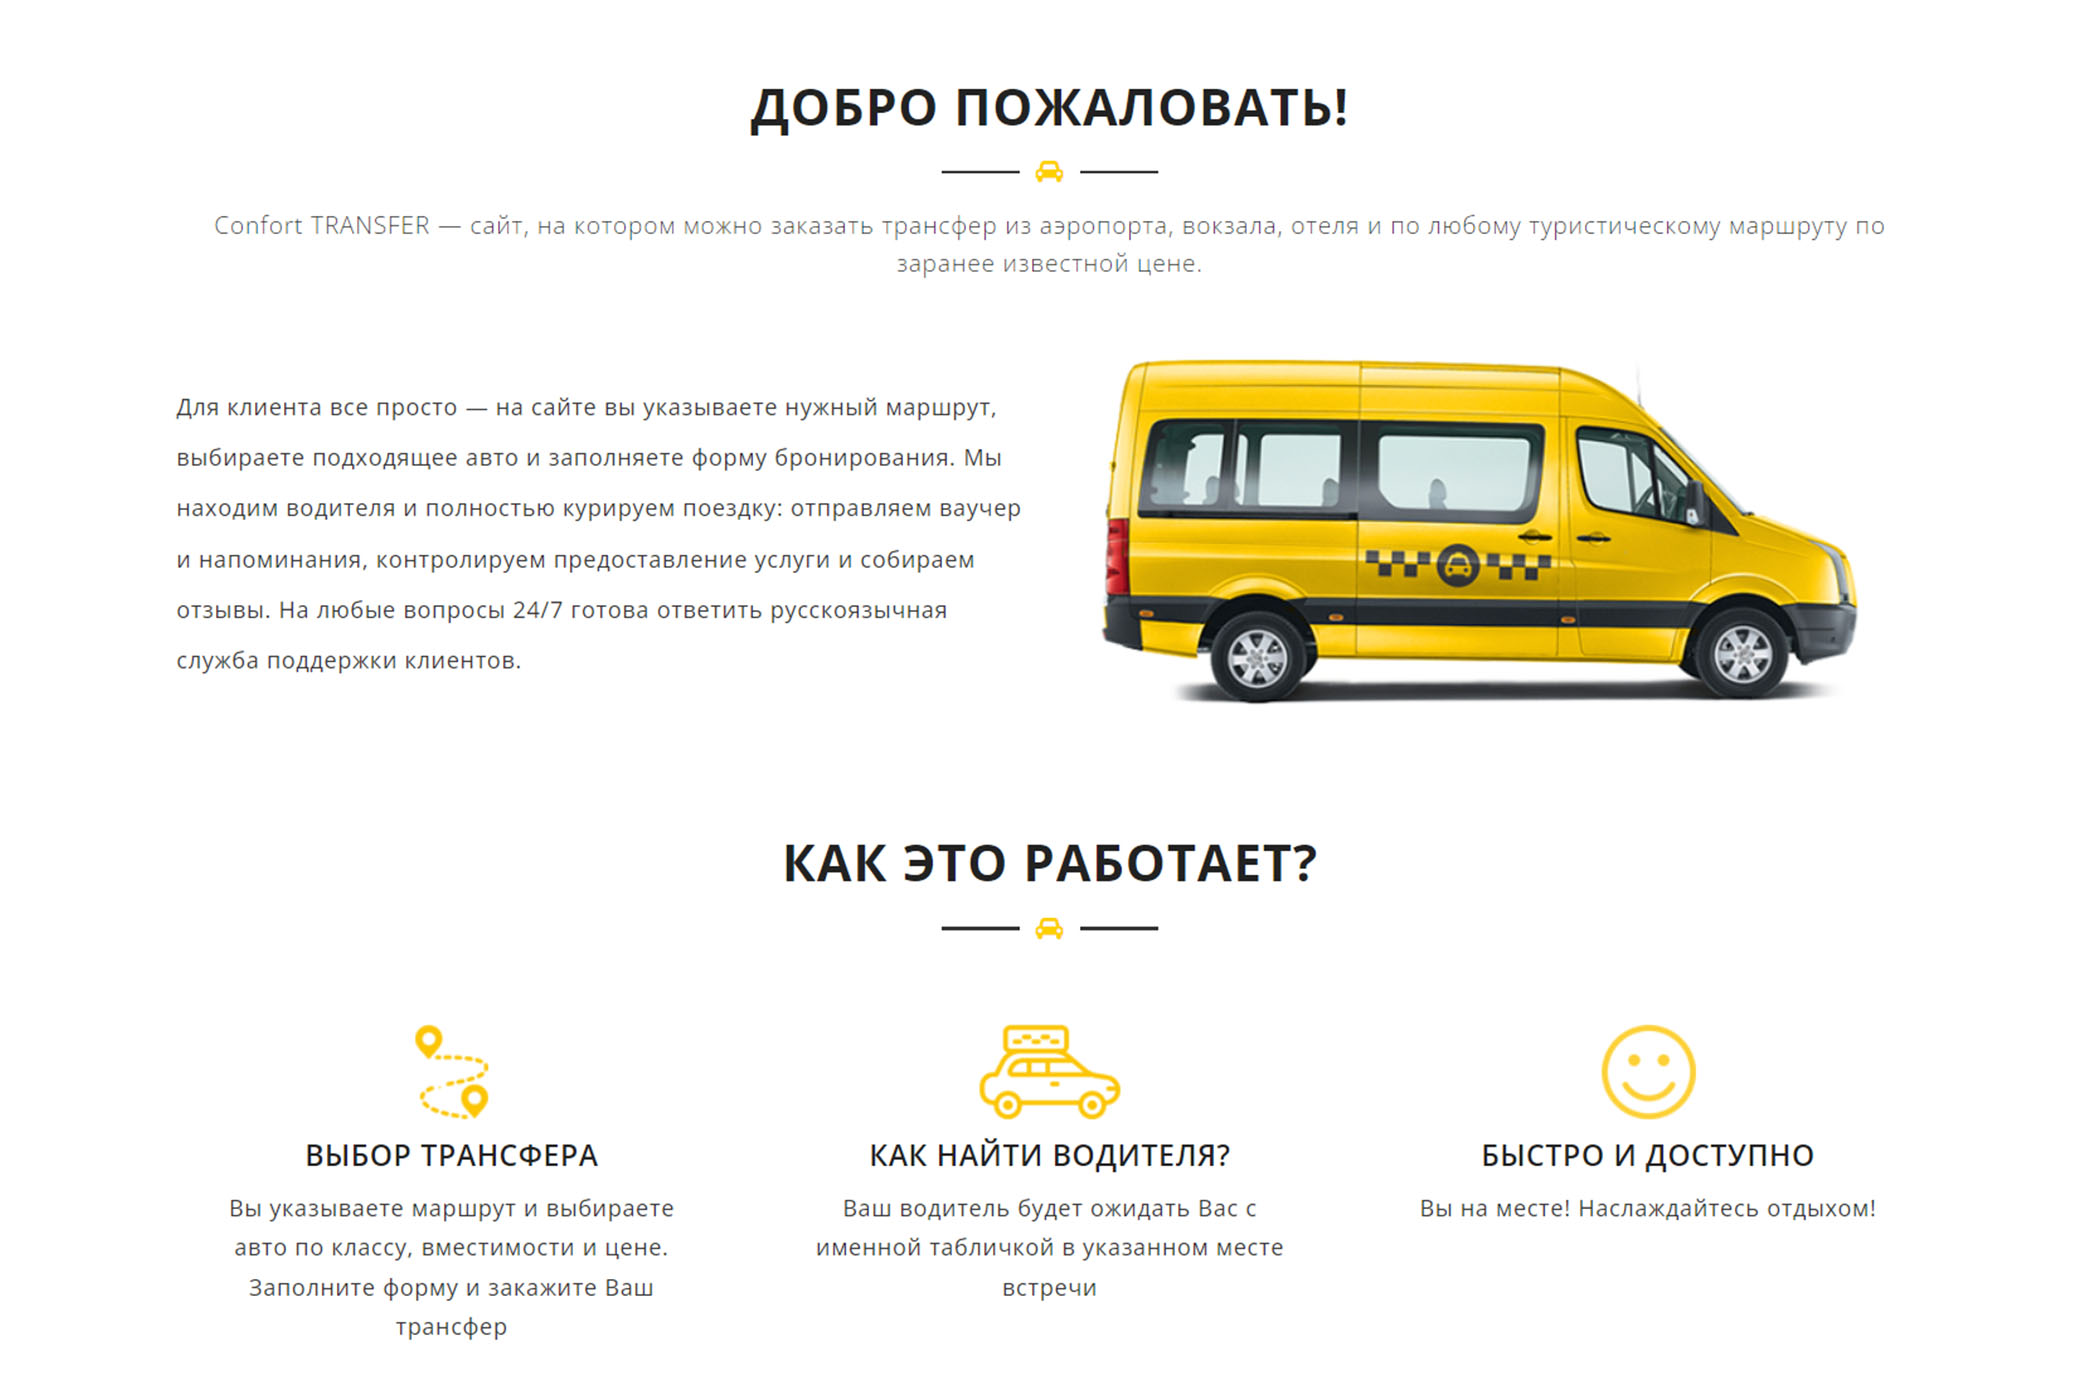 ДОБРО ПОЖАЛОВАТЬ!
Confort TRANSFER — сайт, на котором можно заказать трансфер из аэропорта, вокзала, отеля и по любому туристическому маршруту по
заранее известной цене.
Для клиента все просто — на сайте вы указываете нужный маршрут,
выбираете подходящее авто и заполняете форму бронирования. Мы
находим водителя и полностью курируем поездку: отправляем ваучер
и напоминания, контролируем предоставление услуги и собираем
отзывы. На любые вопросы 24/7 готова ответить русскоязычная
служба поддержки клиентов.
КАК ЭТО РАБОТАЕТ?
ВЫБОР ТРАНСФЕРА
Вы указываете маршрут и выбираете
авто по классу, вместимости и цене.
Заполните форму и закажите Ваш
трансфер
КАК НАЙТИ ВОДИТЕЛЯ?
Ваш водитель будет ожидать Вас с
именной табличкой в указанном месте
встречи
БЫСТРО И ДОСТУПНО
Вы на месте! Наслаждайтесь отдыхом!